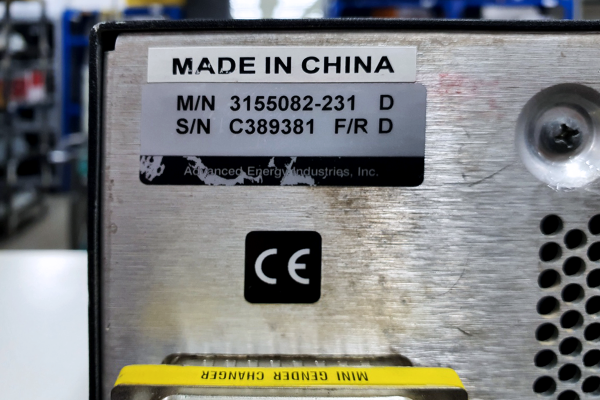 MADE IN CHINA
M/N 3155082-231 D
S/N C389381 F/R D
Advanced Energy Industries, Inc.
CE
MINI GENDER CHANGER